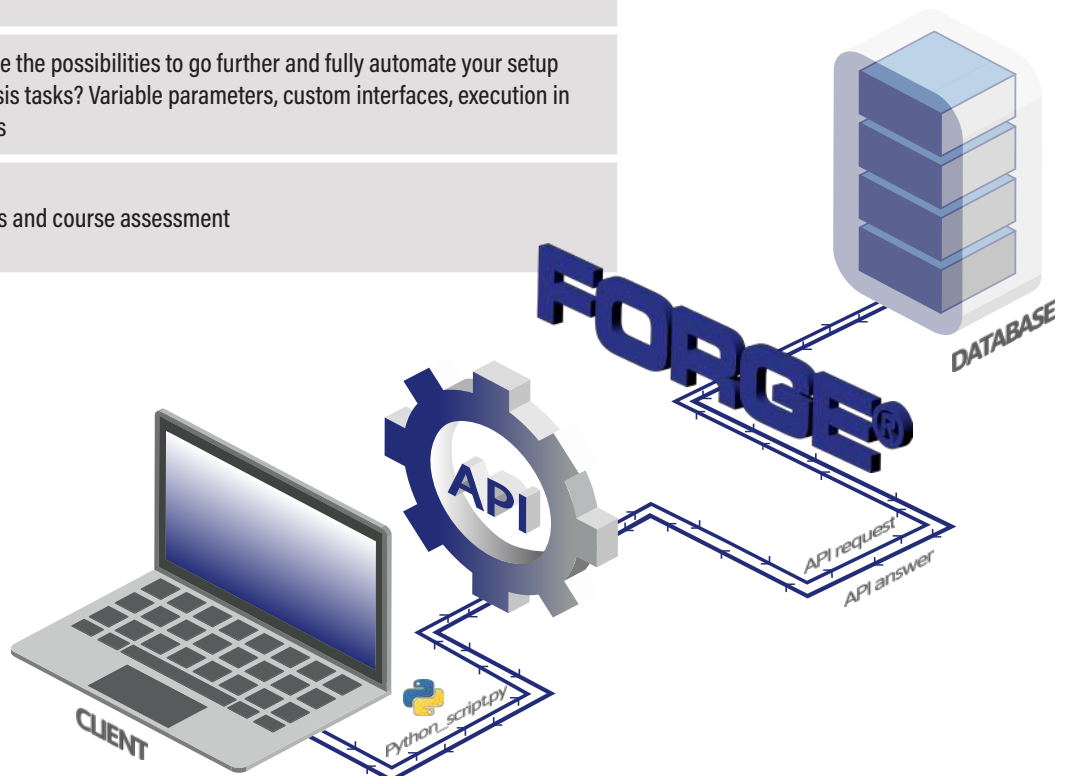 e the possibilities to go further and fully automate your setup
sis tasks? Variable parameters, custom interfaces, execution in
s
s and course assessment
FORGE®
DATABASE
API
API request
API answer
Python_script.py
CLIENT